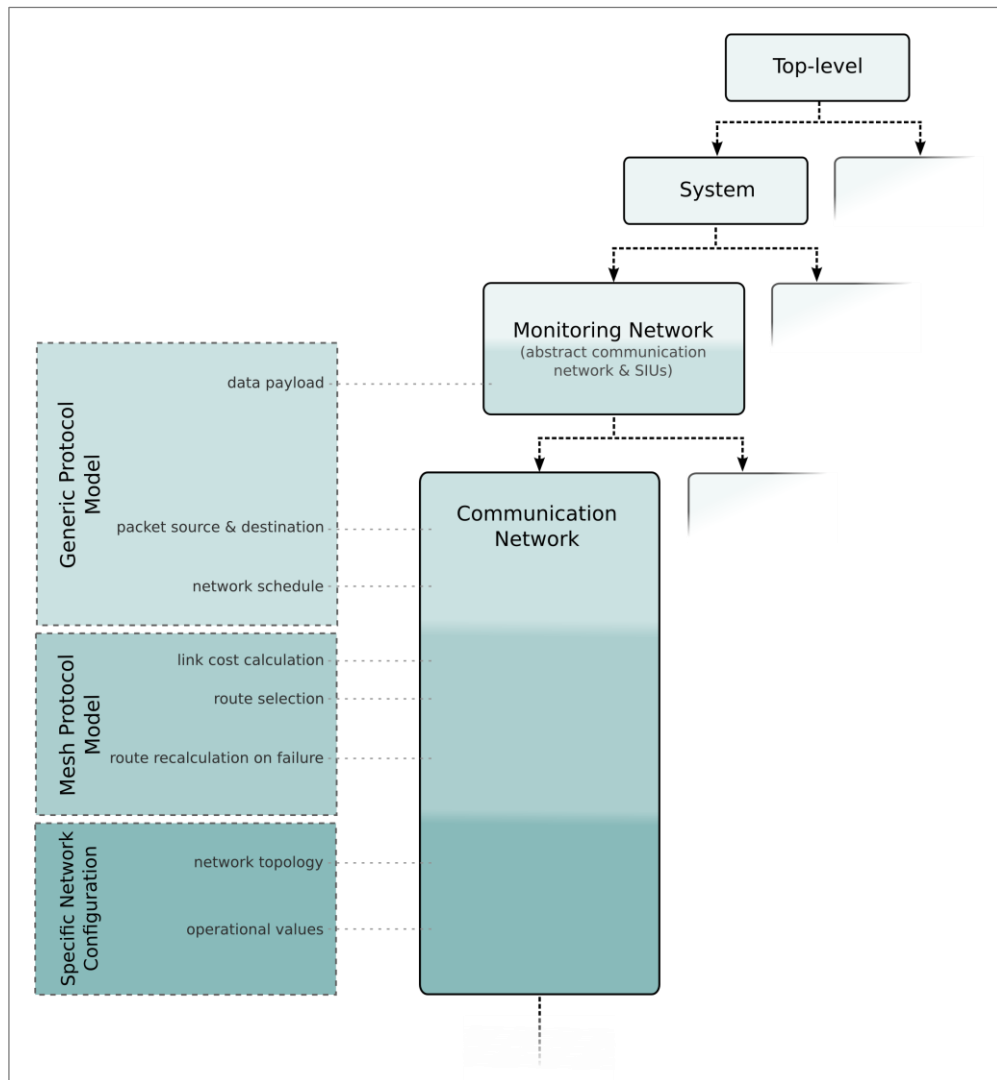 Top-level
System
Monitoring Network
(abstract communication
network & SIUs)
Generic Protocol
Model
data payload
packet source & destination
network schedule
Communication
Network
Mesh Protocol
Model
link cost calculation
route selection
route recalculation on failure
Specific Network
Configuration
network topology
operational values